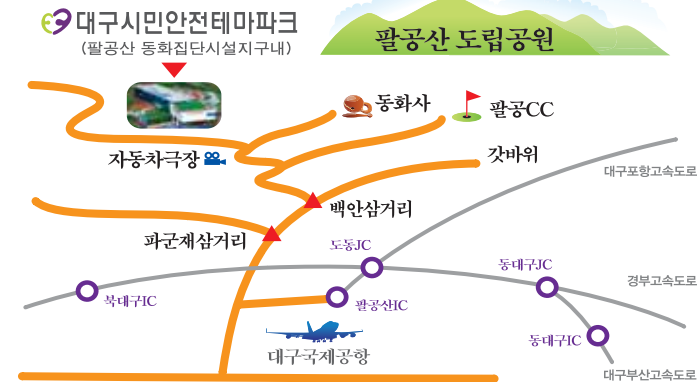 대구시민안전테마파크
(팔공산 동화집단시설지구내)
팔공산 도립공원
동화사
팔공CC
자동차극장
갓바위
대구포항고속도로
백안삼거리
파군재삼거리
도동JC
동대구JC
경부고속도로
북대구IC
팔공산IC
동대구IC
대구국제공항
대구부산고속도로